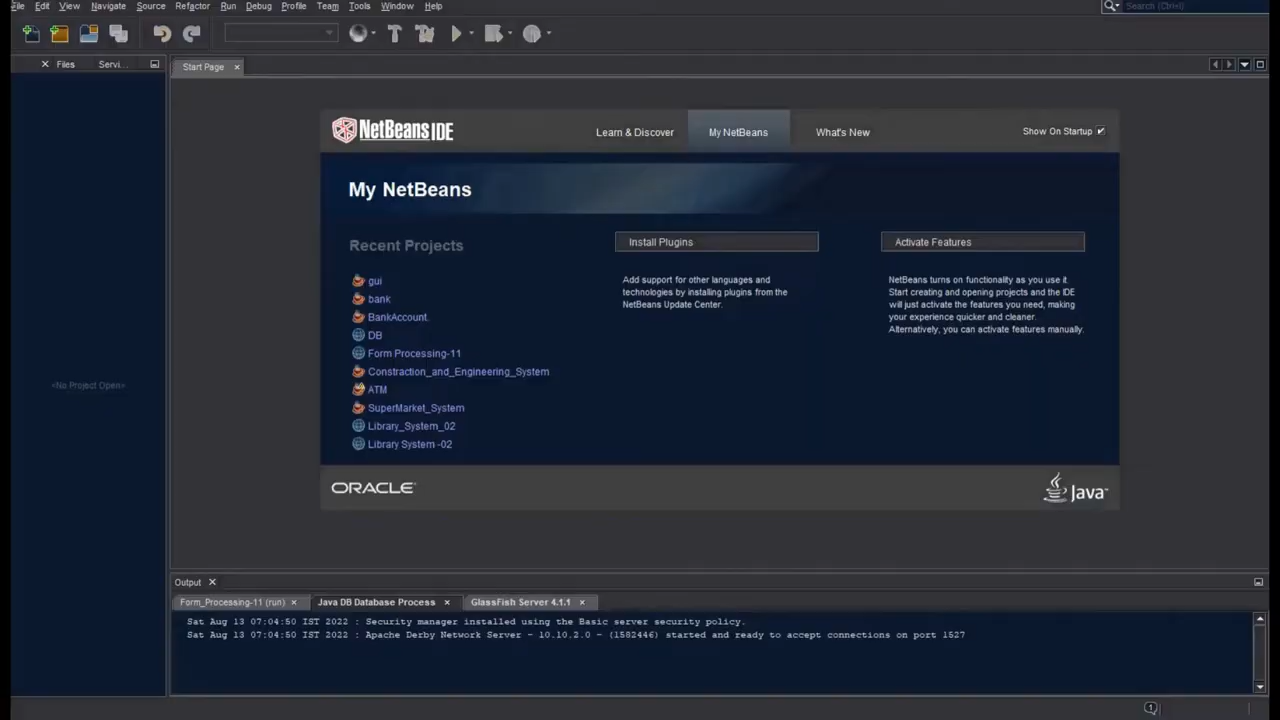 File Edit View Navigate Source Refactor Run Debug Profile Team Tools Window Help
Search (Ctrl+I)
Files Servi...
Start Page
NetBeans IDE
Learn & Discover
My NetBeans
What's New
Show On Startup
My NetBeans
Recent Projects
gui
bank
BankAccount.
DB
Form Processing-11
Constraction_and_Engineering_System
ATM
SuperMarket_System
Library_System_02
Library System -02
Install Plugins
Add support for other languages and
technologies by installing plugins from the
NetBeans Update Center.
Activate Features
NetBeans turns on functionality as you use it.
Start creating and opening projects and the IDE
will just activate the features you need, making
your experience quicker and cleaner.
Alternatively, you can activate features manually.
<No Project Open>
ORACLE
Java
Output
Form_Processing-11 (run) Java DB Database Process GlassFish Server 4.1.1
Sat Aug 13 07:04:50 IST 2022 : Security manager installed using the Basic server security policy.
Sat Aug 13 07:04:50 IST 2022 : Apache Derby Network Server - 10.10.2.0 - (1582446) started and ready to accept connections on port 1527
1